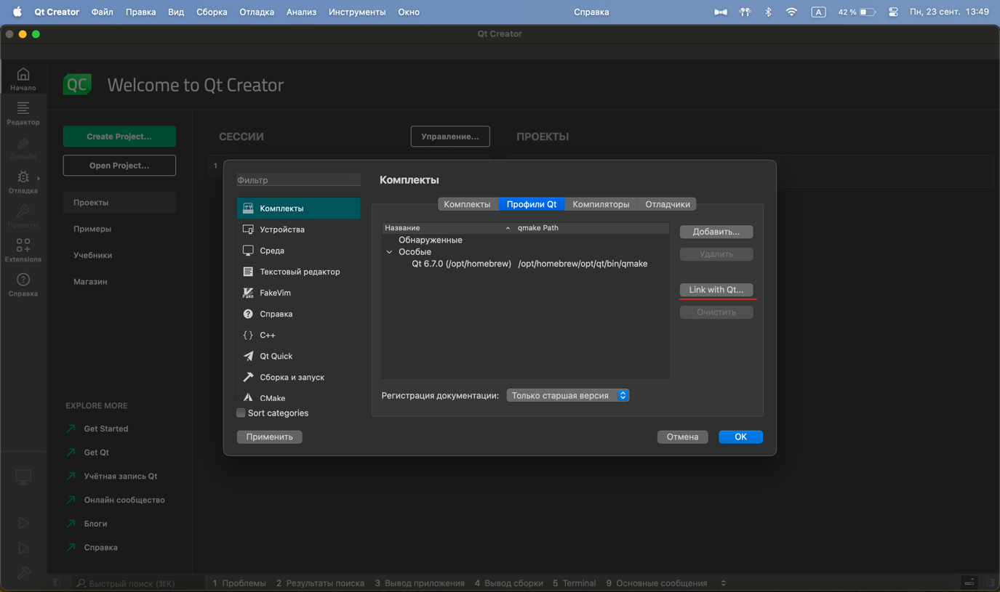 Qt Creator Файл Правка Вид Сборка Отладка Анализ Инструменты Окно Справка A 42 % Пн, 23 сент. 13:49
Qt Creator
Начало
Редактор
Дизайн
Отладка
Проекты
Extensions
Справка
QC Welcome to Qt Creator
Create Project...
Open Project...
Проекты
Примеры
Учебники
Магазин
EXPLORE MORE
Get Started
Get Qt
Учётная запись Qt
Онлайн сообщество
Блоги
Справка
СЕССИИ
Управление...
ПРОЕКТЫ
1
Фильтр
Комплекты
Устройства
Среда
Текстовый редактор
Fake FakeVim
Справка
{} C++
Qt Quick
Сборка и запуск
CMake
Sort categories
Применить
Комплекты
Комплекты Профили Qt Компиляторы Отладчики
Название qmake Path
Обнаруженные
Особые
Qt 6.7.0 (/opt/homebrew) /opt/homebrew/opt/qt/bin/qmake
Добавить...
Удалить
Link with Qt...
Очистить
Регистрация документации: Только старшая версия
Отмена OK
Быстрый поиск (⌘K) 1 Проблемы 2 Результаты поиска 3 Вывод приложения 4 Вывод сборки 5 Terminal 9 Основные сообщения